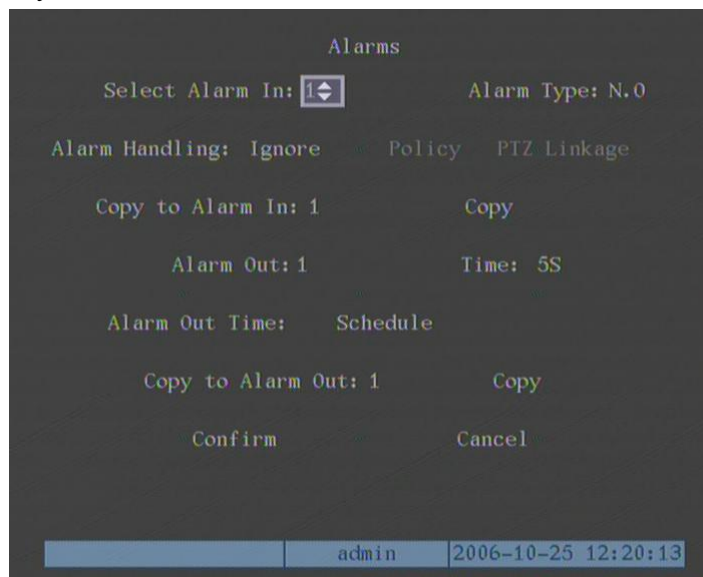 Alarms
Select Alarm In: 1 Alarm Type: N.O
Alarm Handling: Ignore Policy PTZ Linkage
Copy to Alarm In: 1 Copy
Alarm Out: 1 Time: 5S
Alarm Out Time: Schedule
Copy to Alarm Out: 1 Copy
Confirm Cancel
admin 2006-10-25 12:20:13